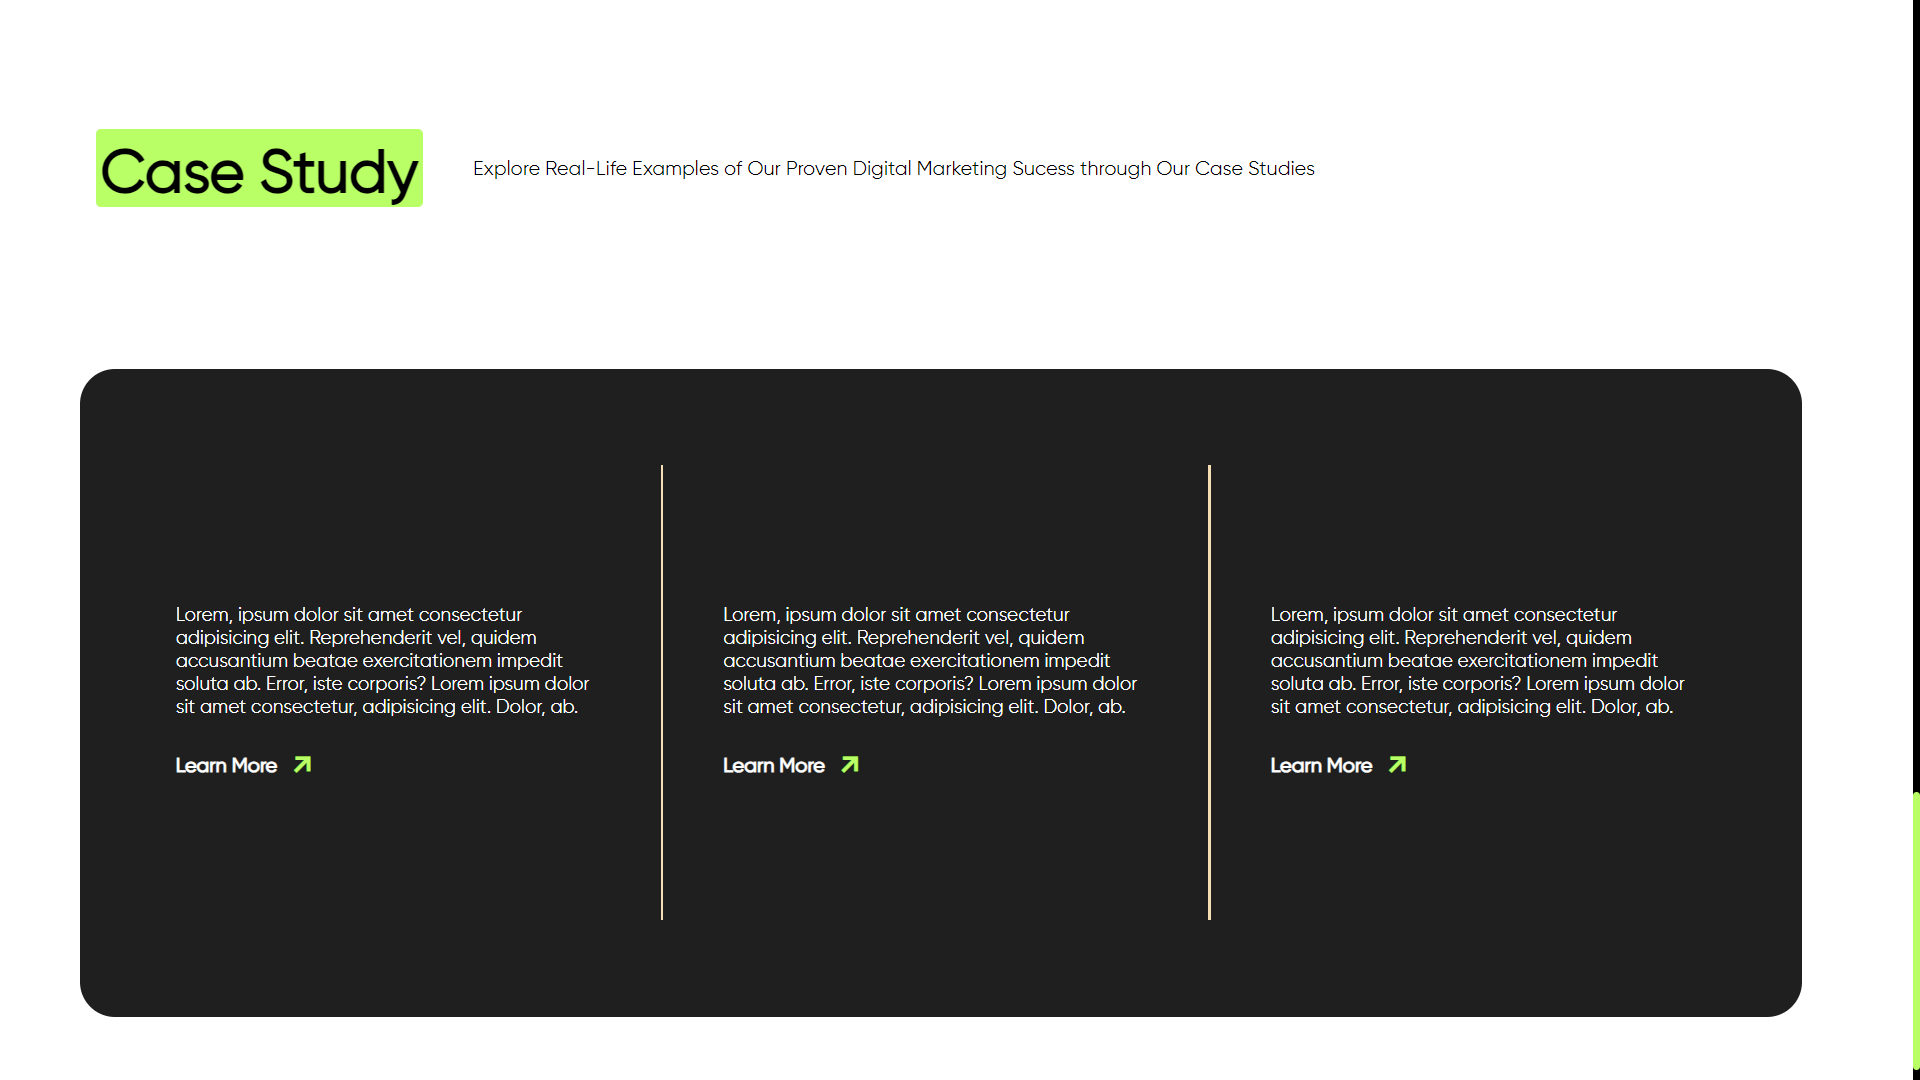 Case Study
Explore Real-Life Examples of Our Proven Digital Marketing Sucess through Our Case Studies
Lorem, ipsum dolor sit amet consectetur
adipisicing elit. Reprehenderit vel, quidem
accusantium beatae exercitationem impedit
soluta ab. Error, iste corporis? Lorem ipsum dolor
sit amet consectetur, adipisicing elit. Dolor, ab.
Learn More
Lorem, ipsum dolor sit amet consectetur
adipisicing elit. Reprehenderit vel, quidem
accusantium beatae exercitationem impedit
soluta ab. Error, iste corporis? Lorem ipsum dolor
sit amet consectetur, adipisicing elit. Dolor, ab.
Learn More
Lorem, ipsum dolor sit amet consectetur
adipisicing elit. Reprehenderit vel, quidem
accusantium beatae exercitationem impedit
soluta ab. Error, iste corporis? Lorem ipsum dolor
sit amet consectetur, adipisicing elit. Dolor, ab.
Learn More